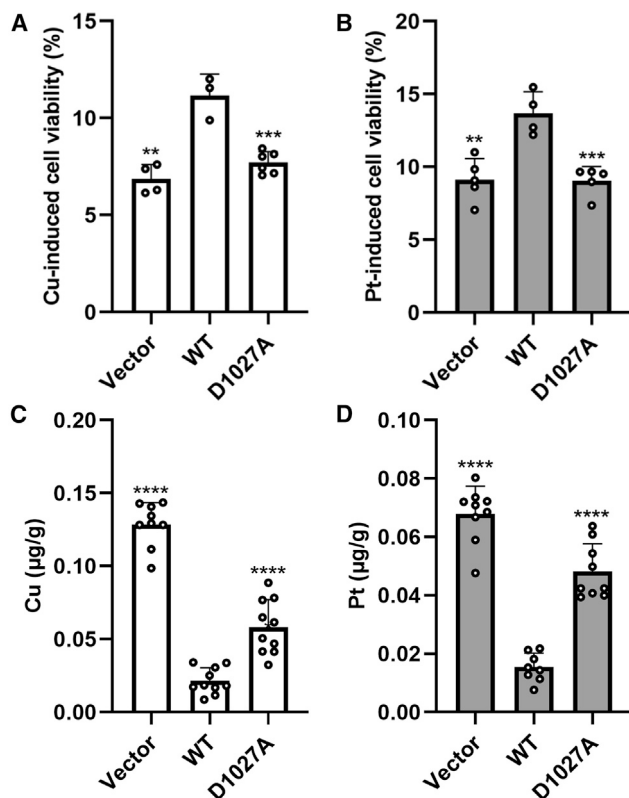 A
Cu-induced cell viability (%)
15
10
5
0
**
***
Vector
WT
D1027A
B
Pt-induced cell viability (%)
20
15
10
5
0
**
***
Vector
WT
D1027A
C
Cu (µg/g)
0.20
0.15
0.10
0.05
0.00
****
****
Vector
WT
D1027A
D
Pt (µg/g)
0.10
0.08
0.06
0.04
0.02
0.00
****
****
Vector
WT
D1027A